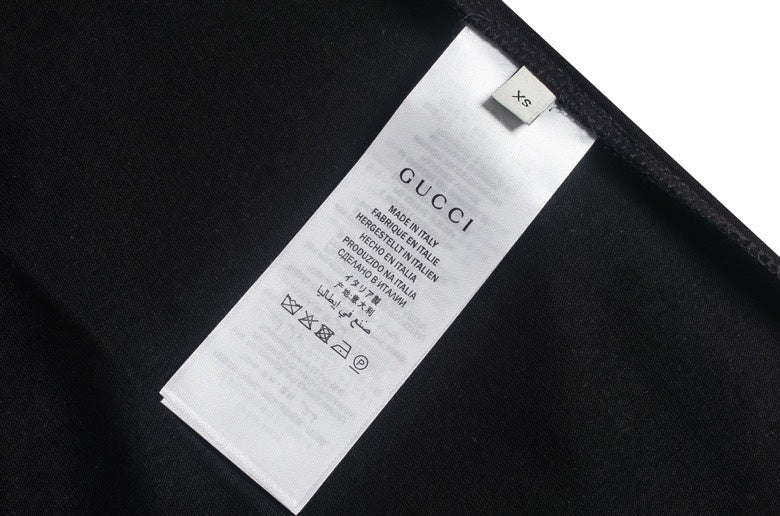 XS
GUCCI
MADE IN ITALY
FABRIQUE EN ITALIE
HERGESTELLT IN ITALIEN
HECHO EN ITALIA
PRODUZIDO NA ITALIA
СДЕЛАНО В ИТАЛИИ
イタリア製
产地意大利
صنع في إيطاليا
P